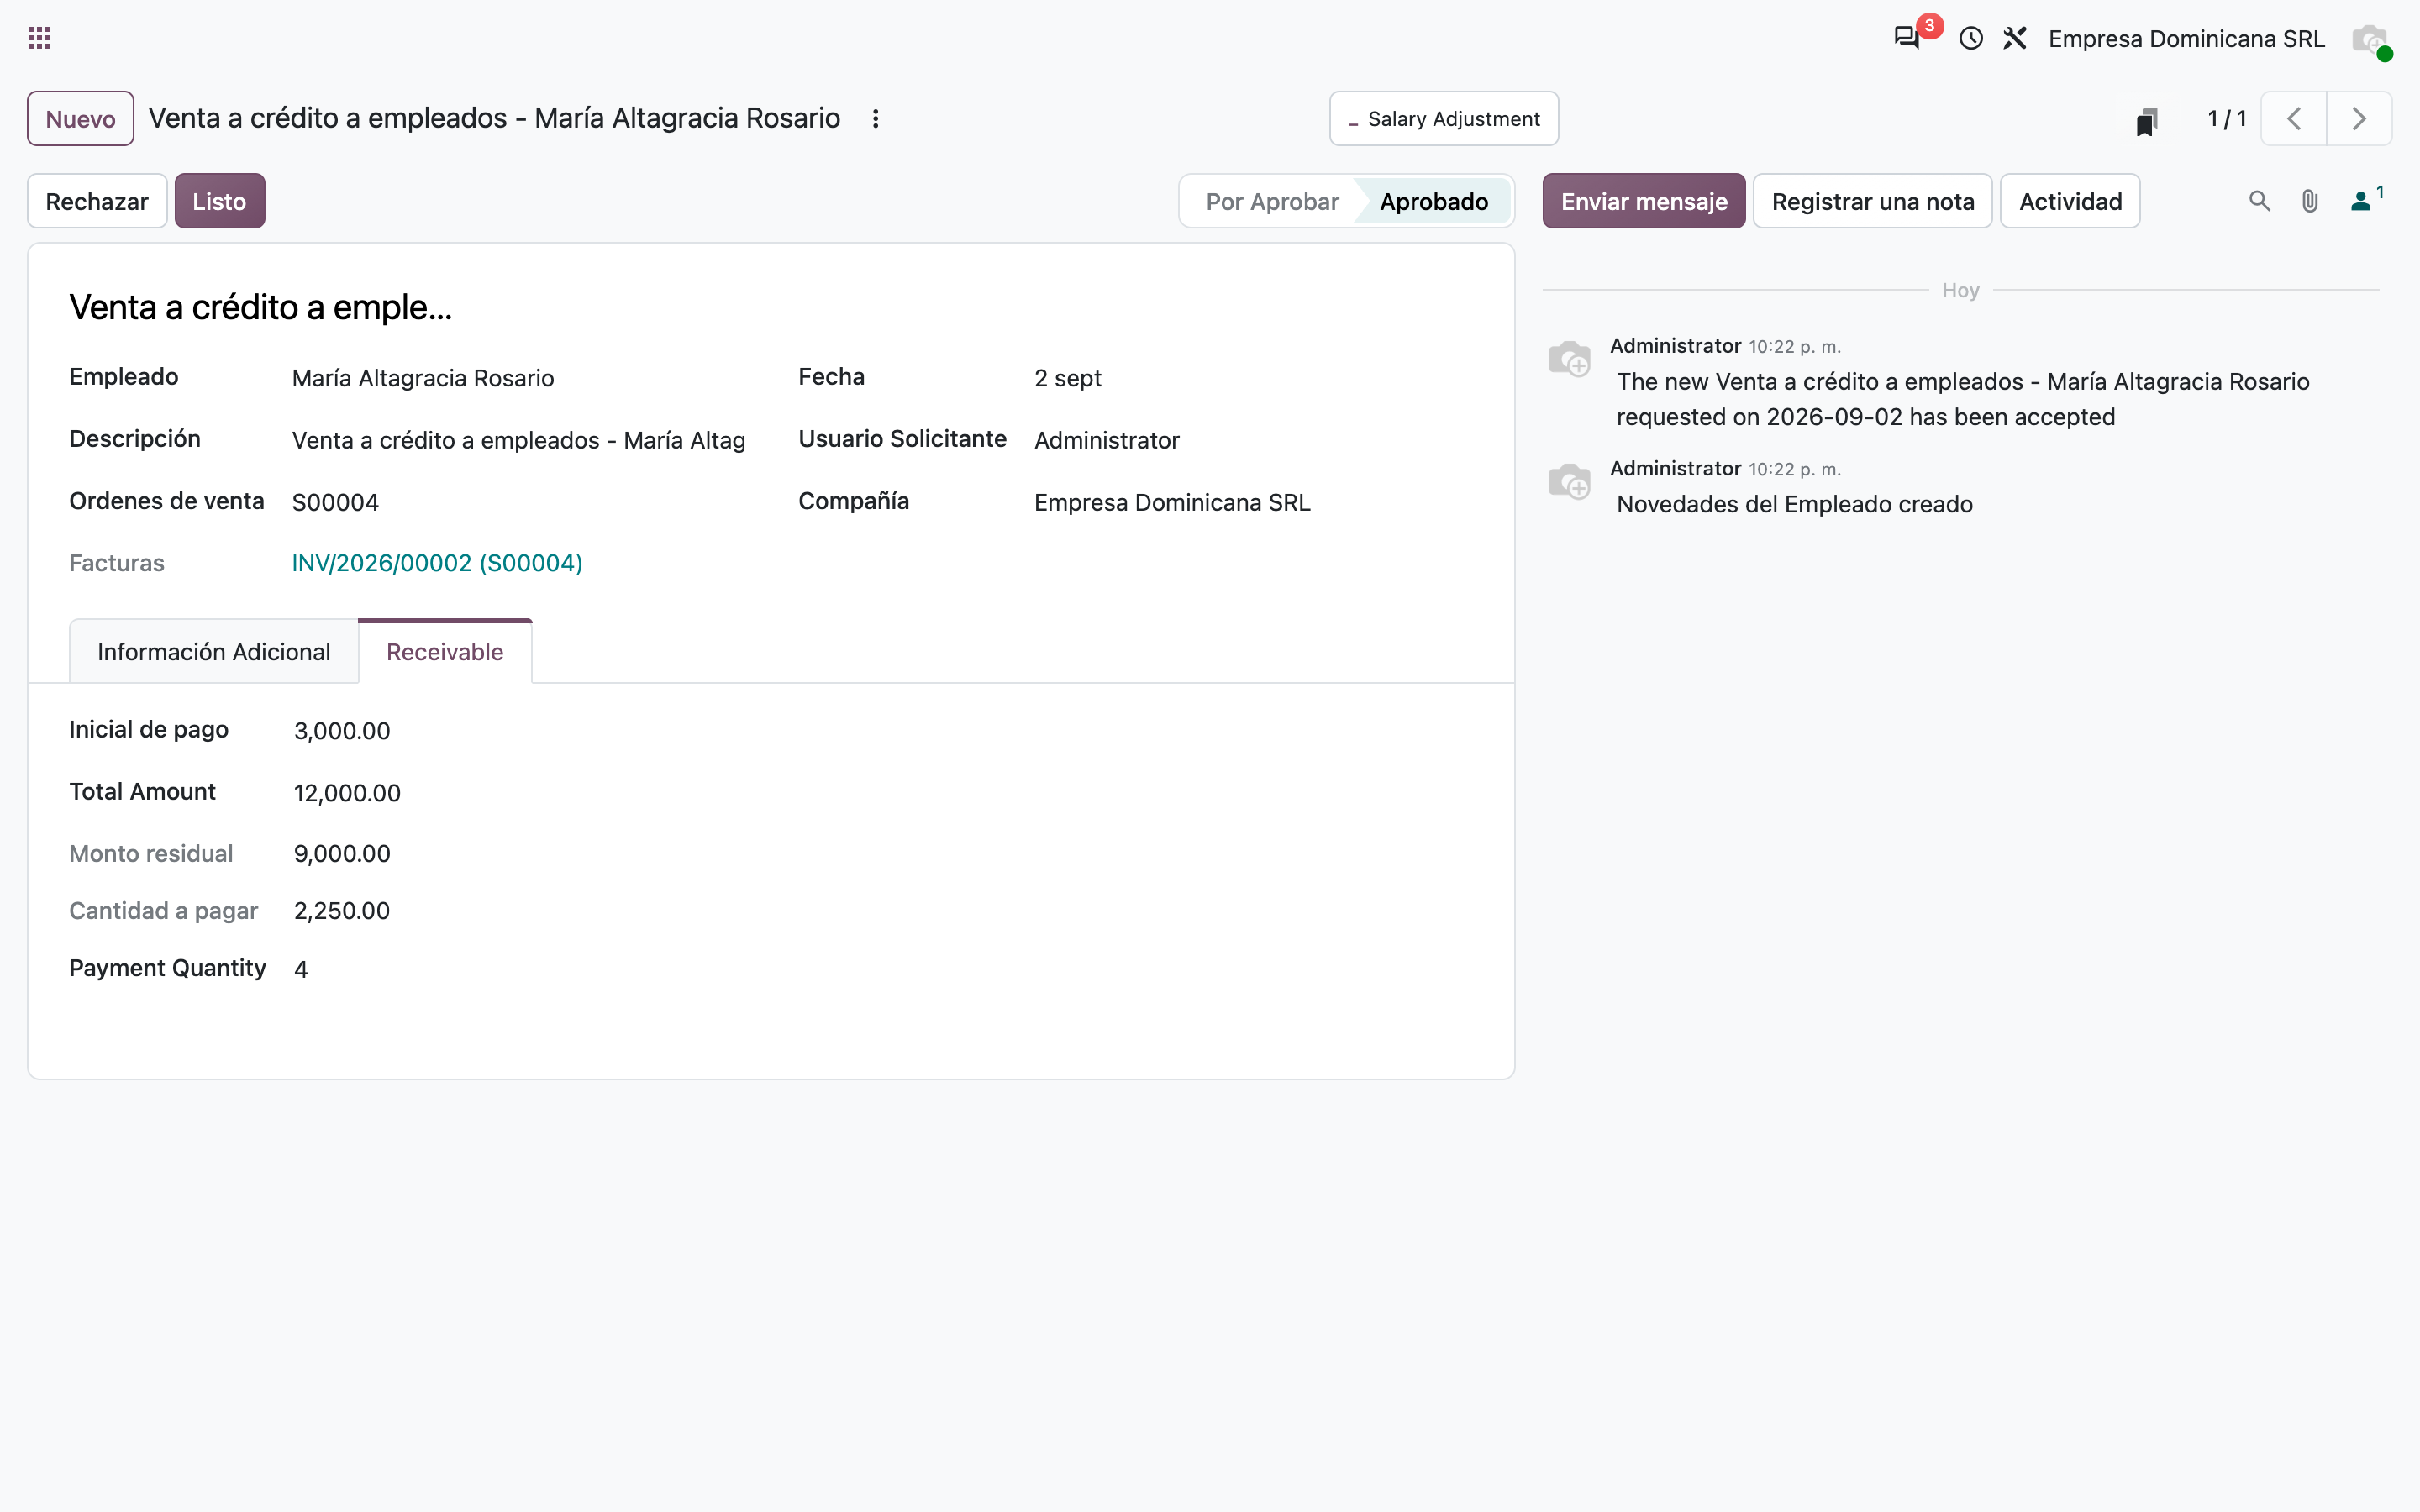 3
Empresa Dominicana SRL
Nuevo
Venta a crédito a empleados - María Altagracia Rosario
Salary Adjustment
1 / 1
Rechazar
Listo
Por Aprobar
Aprobado
Enviar mensaje
Registrar una nota
Actividad
1
Venta a crédito a emple...
Empleado
María Altagracia Rosario
Fecha
2 sept
Descripción
Venta a crédito a empleados - María Altag
Usuario Solicitante
Administrator
Ordenes de venta
S00004
Compañía
Empresa Dominicana SRL
Facturas
INV/2026/00002 (S00004)
Información Adicional
Receivable
Inicial de pago
3,000.00
Total Amount
12,000.00
Monto residual
9,000.00
Cantidad a pagar
2,250.00
Payment Quantity
4
Hoy
Administrator 10:22 p. m.
The new Venta a crédito a empleados - María Altagracia Rosario
requested on 2026-09-02 has been accepted
Administrator 10:22 p. m.
Novedades del Empleado creado